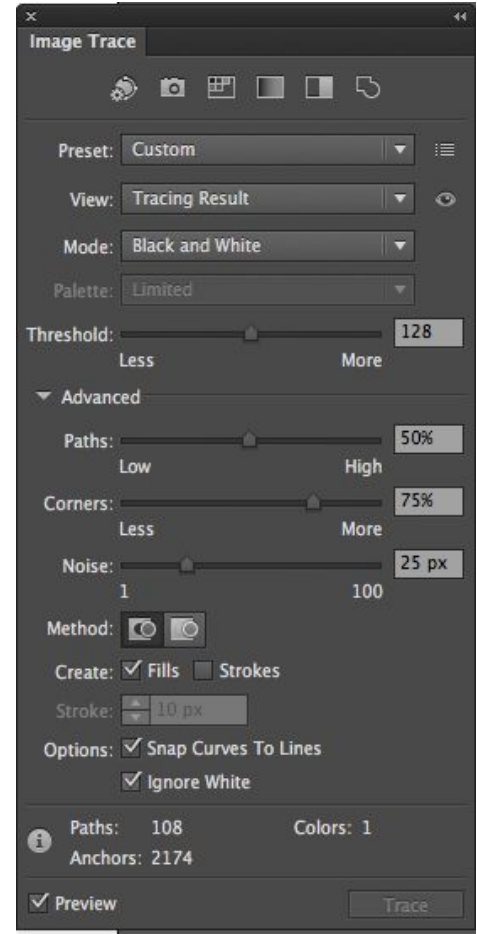 Image Trace
Preset: Custom
View: Tracing Result
Mode: Black and White
Palette: Limited
Threshold: 128
Less More
Advanced
Paths: 50%
Low High
Corners: 75%
Less More
Noise: 25 px
1 100
Method:
Create: Fills Strokes
Stroke: 10 px
Options: Snap Curves To Lines
Ignore White
Paths: 108 Colors: 1
Anchors: 2174
Preview Trace